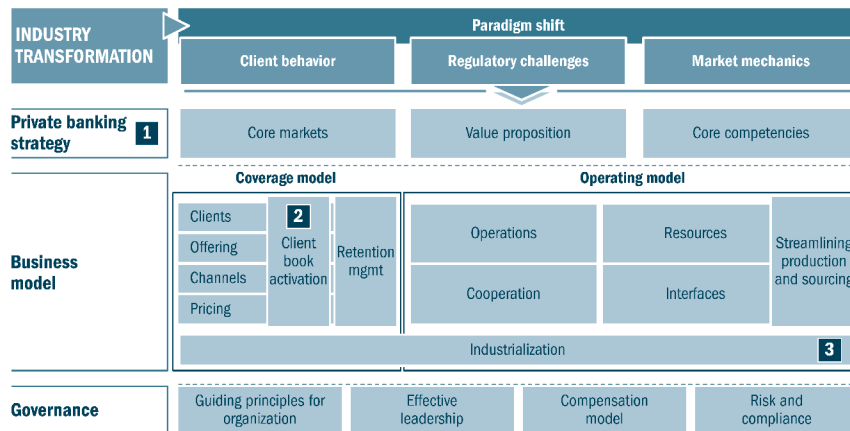 INDUSTRY
TRANSFORMATION
Paradigm shift
Client behavior
Regulatory challenges
Market mechanics
Private banking
strategy
1
Core markets
Value proposition
Core competencies
Coverage model
Operating model
Business
model
Clients
Offering
Channels
Pricing
2
Client
book
activation
Retention
mgmt
Operations
Resources
Cooperation
Interfaces
Streamlining
production
and sourcing
Industrialization
3
Governance
Guiding principles for
organization
Effective
leadership
Compensation
model
Risk and
compliance